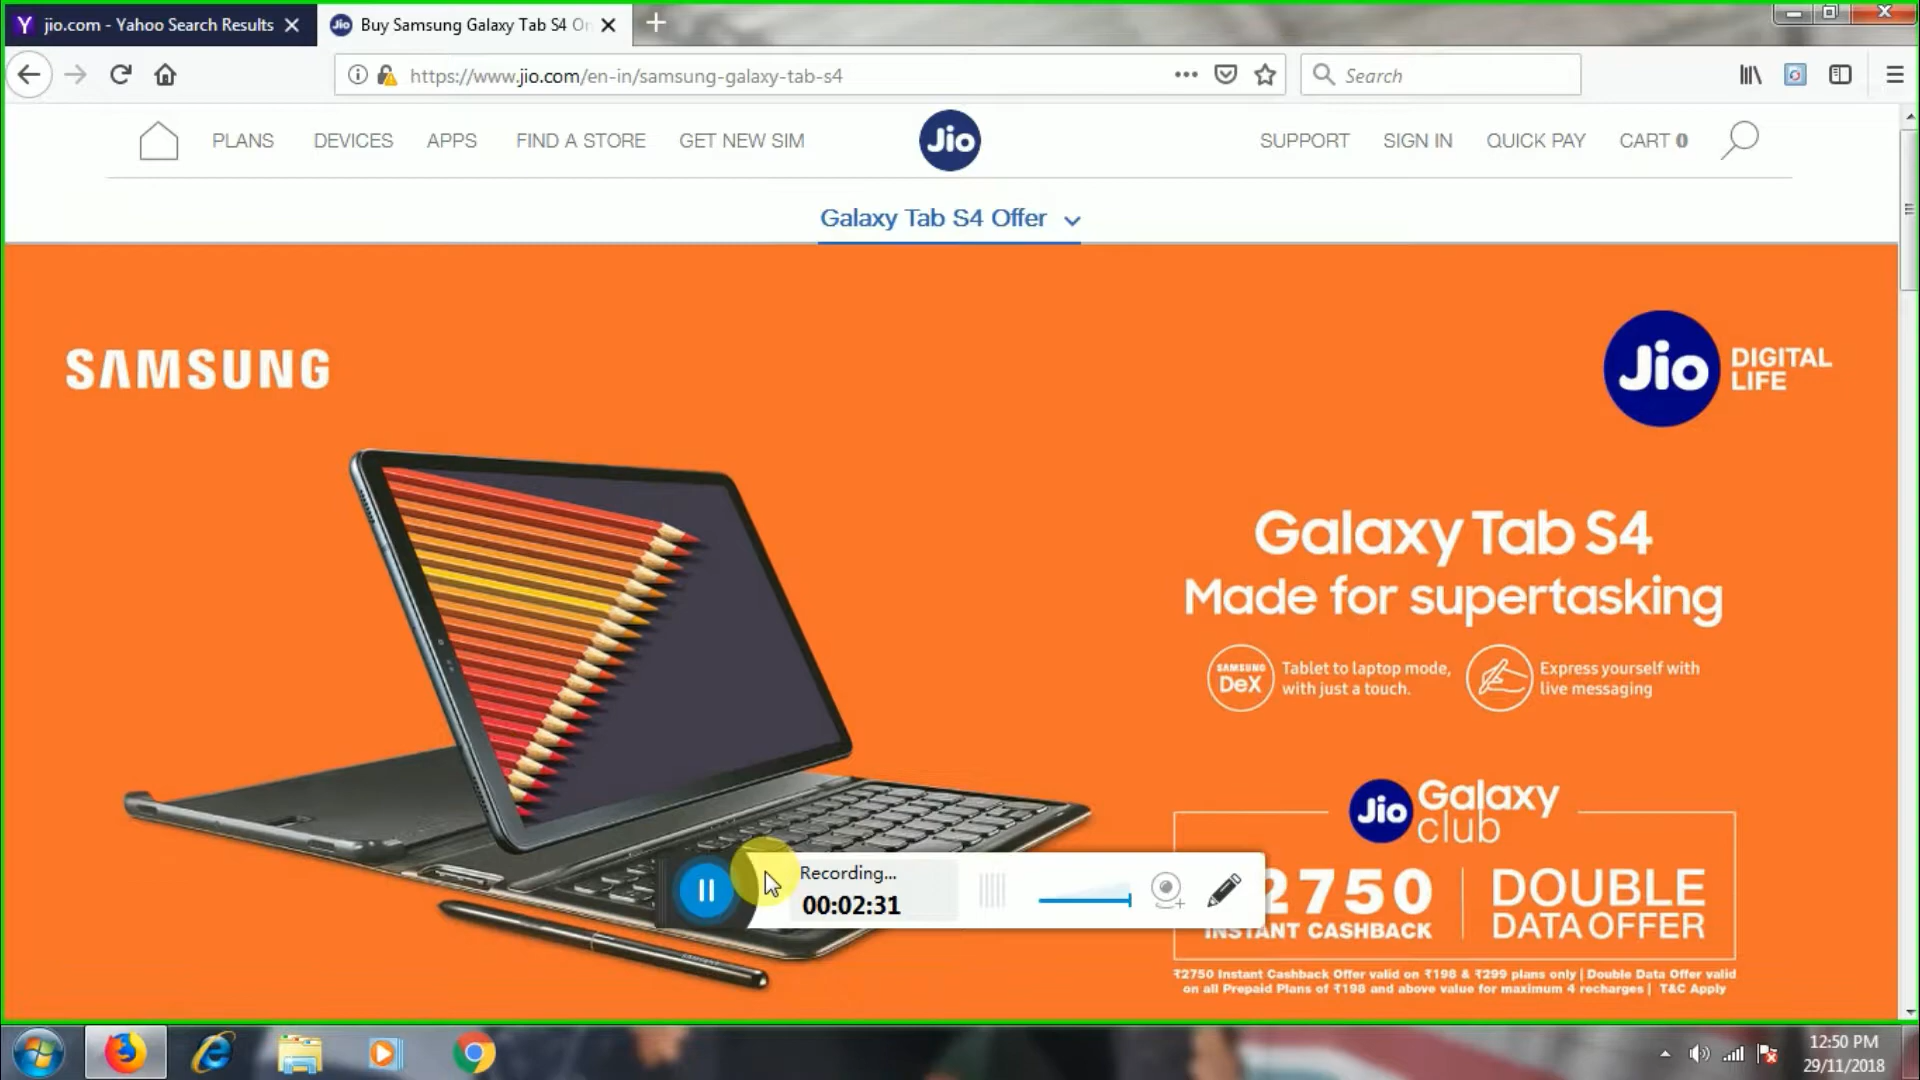 jio.com - Yahoo Search Results
Buy Samsung Galaxy Tab S4 On
https://www.jio.com/en-in/samsung-galaxy-tab-s4
Search
PLANS DEVICES APPS FIND A STORE GET NEW SIM Jio SUPPORT SIGN IN QUICK PAY CART 0
Galaxy Tab S4 Offer
SAMSUNG
Jio DIGITAL LIFE
Galaxy Tab S4
Made for supertasking
SAMSUNG DeX
Tablet to laptop mode,
with just a touch.
Express yourself with
live messaging
Jio Galaxy club
2750
INSTANT CASHBACK
DOUBLE
DATA OFFER
₹2750 Instant Cashback Offer valid on ₹198 & ₹299 plans only | Double Data Offer valid
on all Prepaid Plans of ₹198 and above value for maximum 4 recharges | T&C Apply
Recording...
00:02:31
SAMSUNG
12:50 PM
29/11/2018